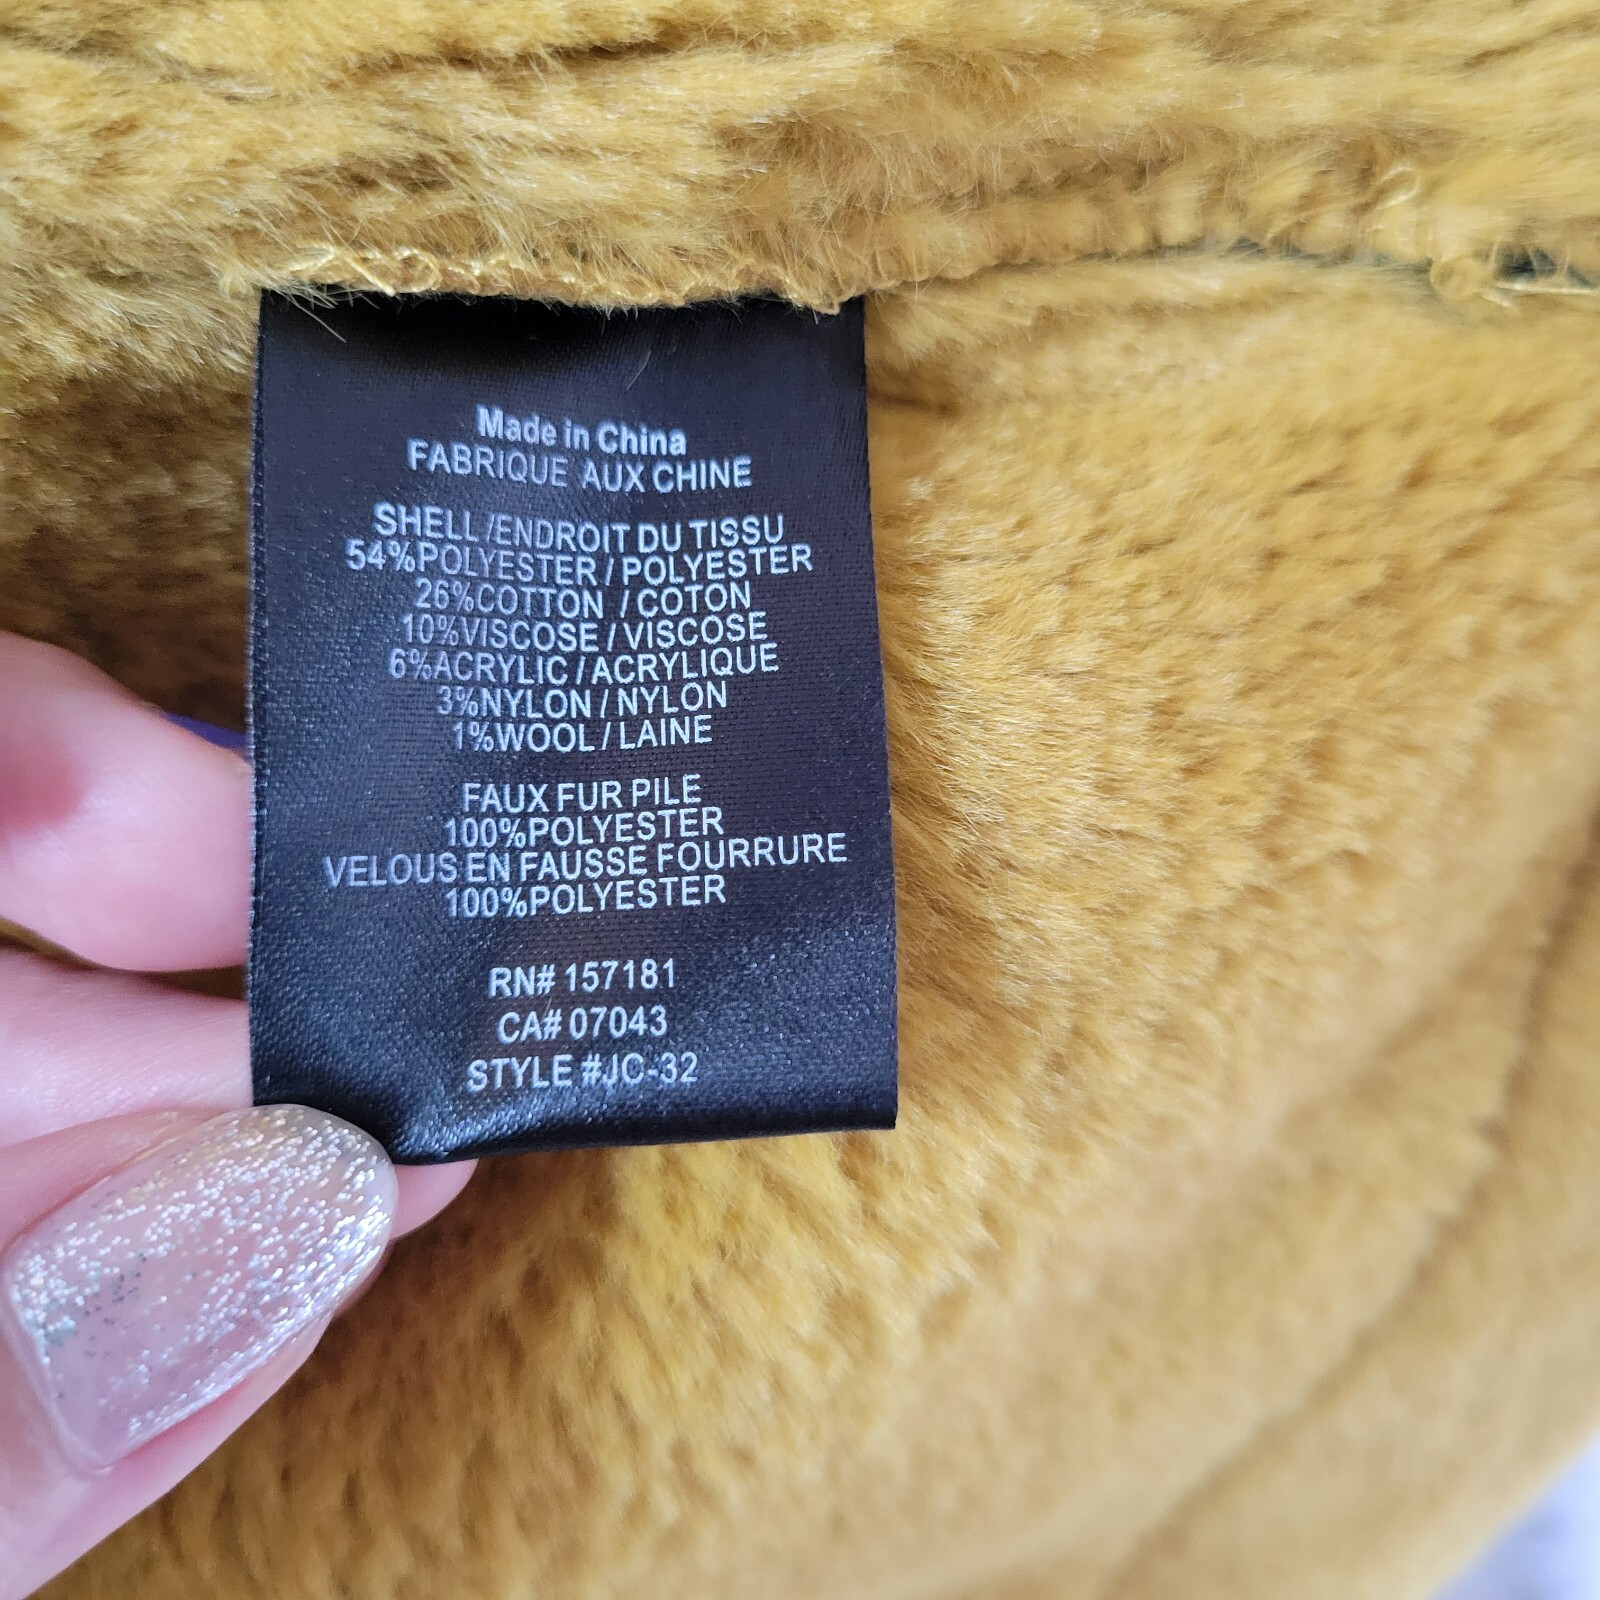 Made in China
FABRIQUE AUX CHINE
SHELL /ENDROIT DU TISSU
54%POLYESTER / POLYESTER
26%COTTON / COTON
10%VISCOSE / VISCOSE
6%ACRYLIC / ACRYLIQUE
3%NYLON / NYLON
1%WOOL / LAINE
FAUX FUR PILE
100%POLYESTER
VELOUS EN FAUSSE FOURRURE
100%POLYESTER
RN# 157181
CA# 07043
STYLE #JC-32